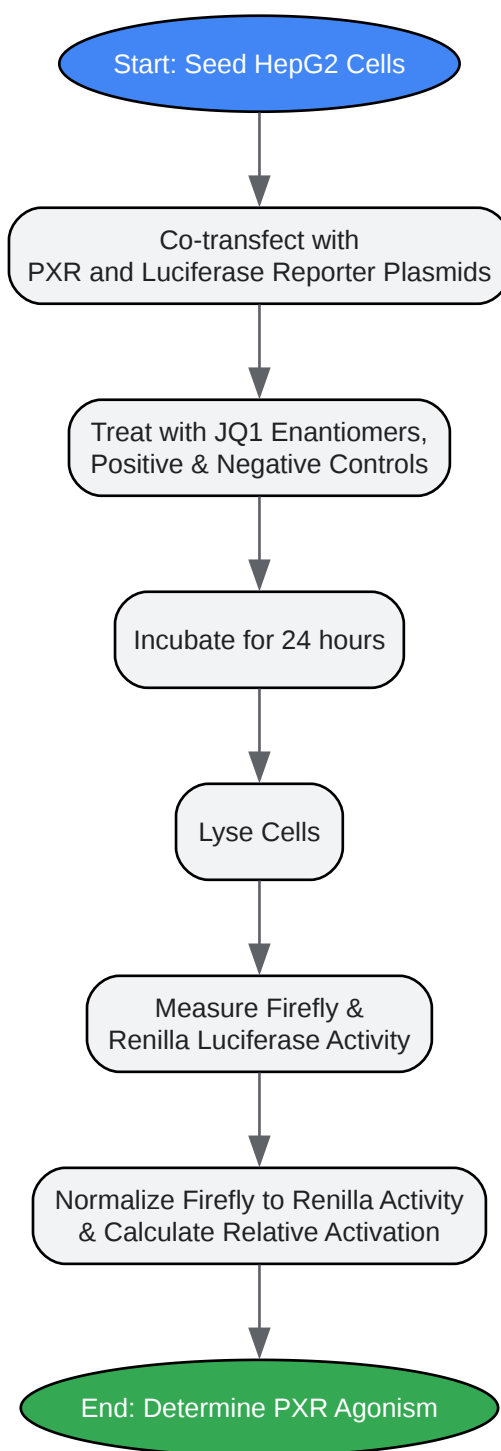 Start: Seed HepG2 Cells
Co-transfect with
PXR and Luciferase Reporter Plasmids
Treat with JQ1 Enantiomers,
Positive & Negative Controls
Incubate for 24 hours
Lyse Cells
Measure Firefly &
Renilla Luciferase Activity
Normalize Firefly to Renilla Activity
& Calculate Relative Activation
End: Determine PXR Agonism